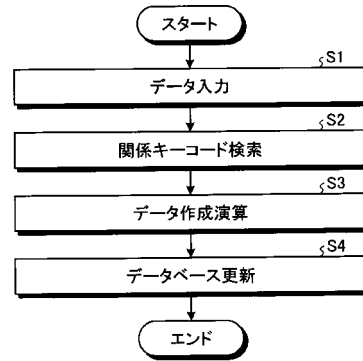 スタート
S1
データ入力
S2
関係キーコード検索
S3
データ作成演算
S4
データベース更新
エンド